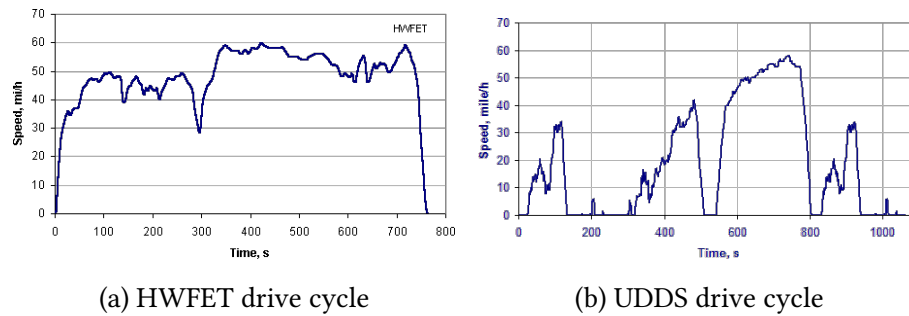 70
60
50
40
30
20
10
0
Speed, mi/h
HWFET
0 100 200 300 400 500 600 700 800
Time, s
(a) HWFET drive cycle
70
60
50
40
30
20
10
0
Speed, mile/h
0 200 400 600 800 1000
Time, s
(b) UDDS drive cycle